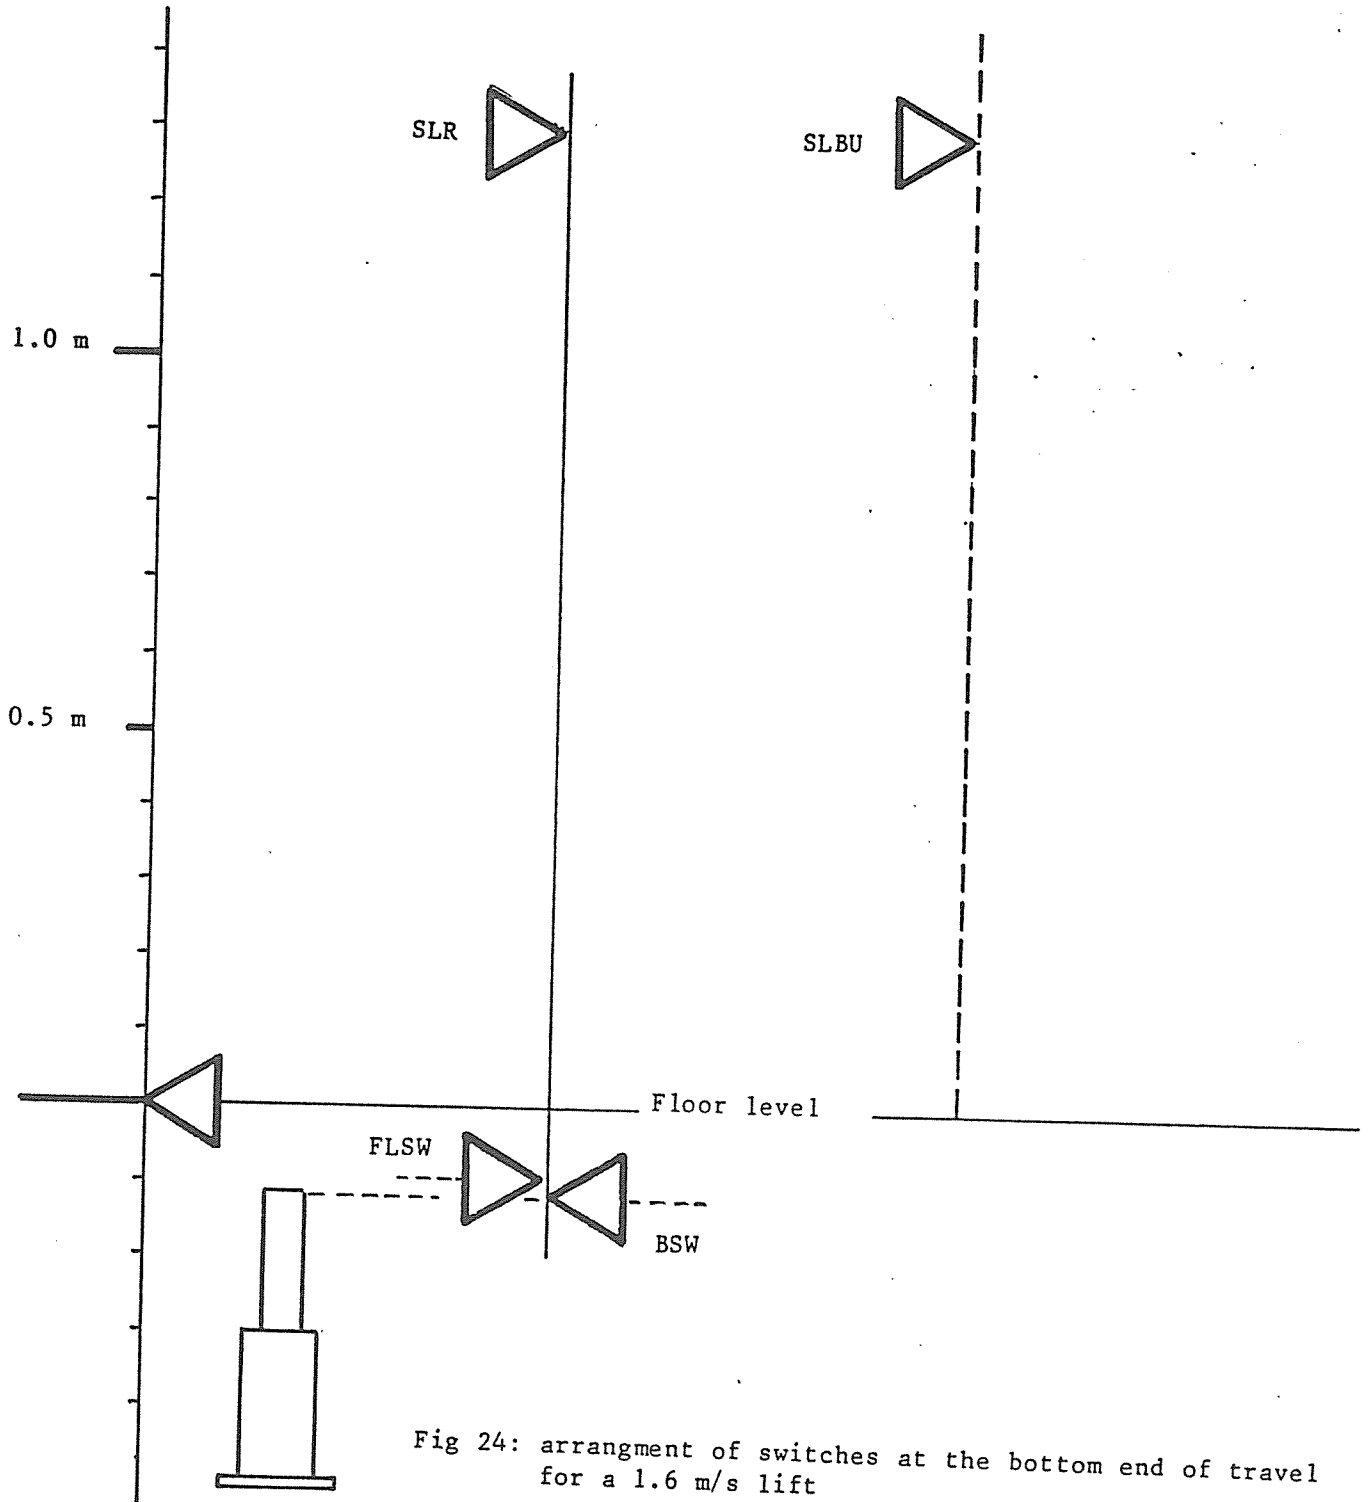 SLR
SLBU
1.0 m
0.5 m
Floor level
FLSW
BSW
Fig 24: arrangment of switches at the bottom end of travel
for a 1.6 m/s lift